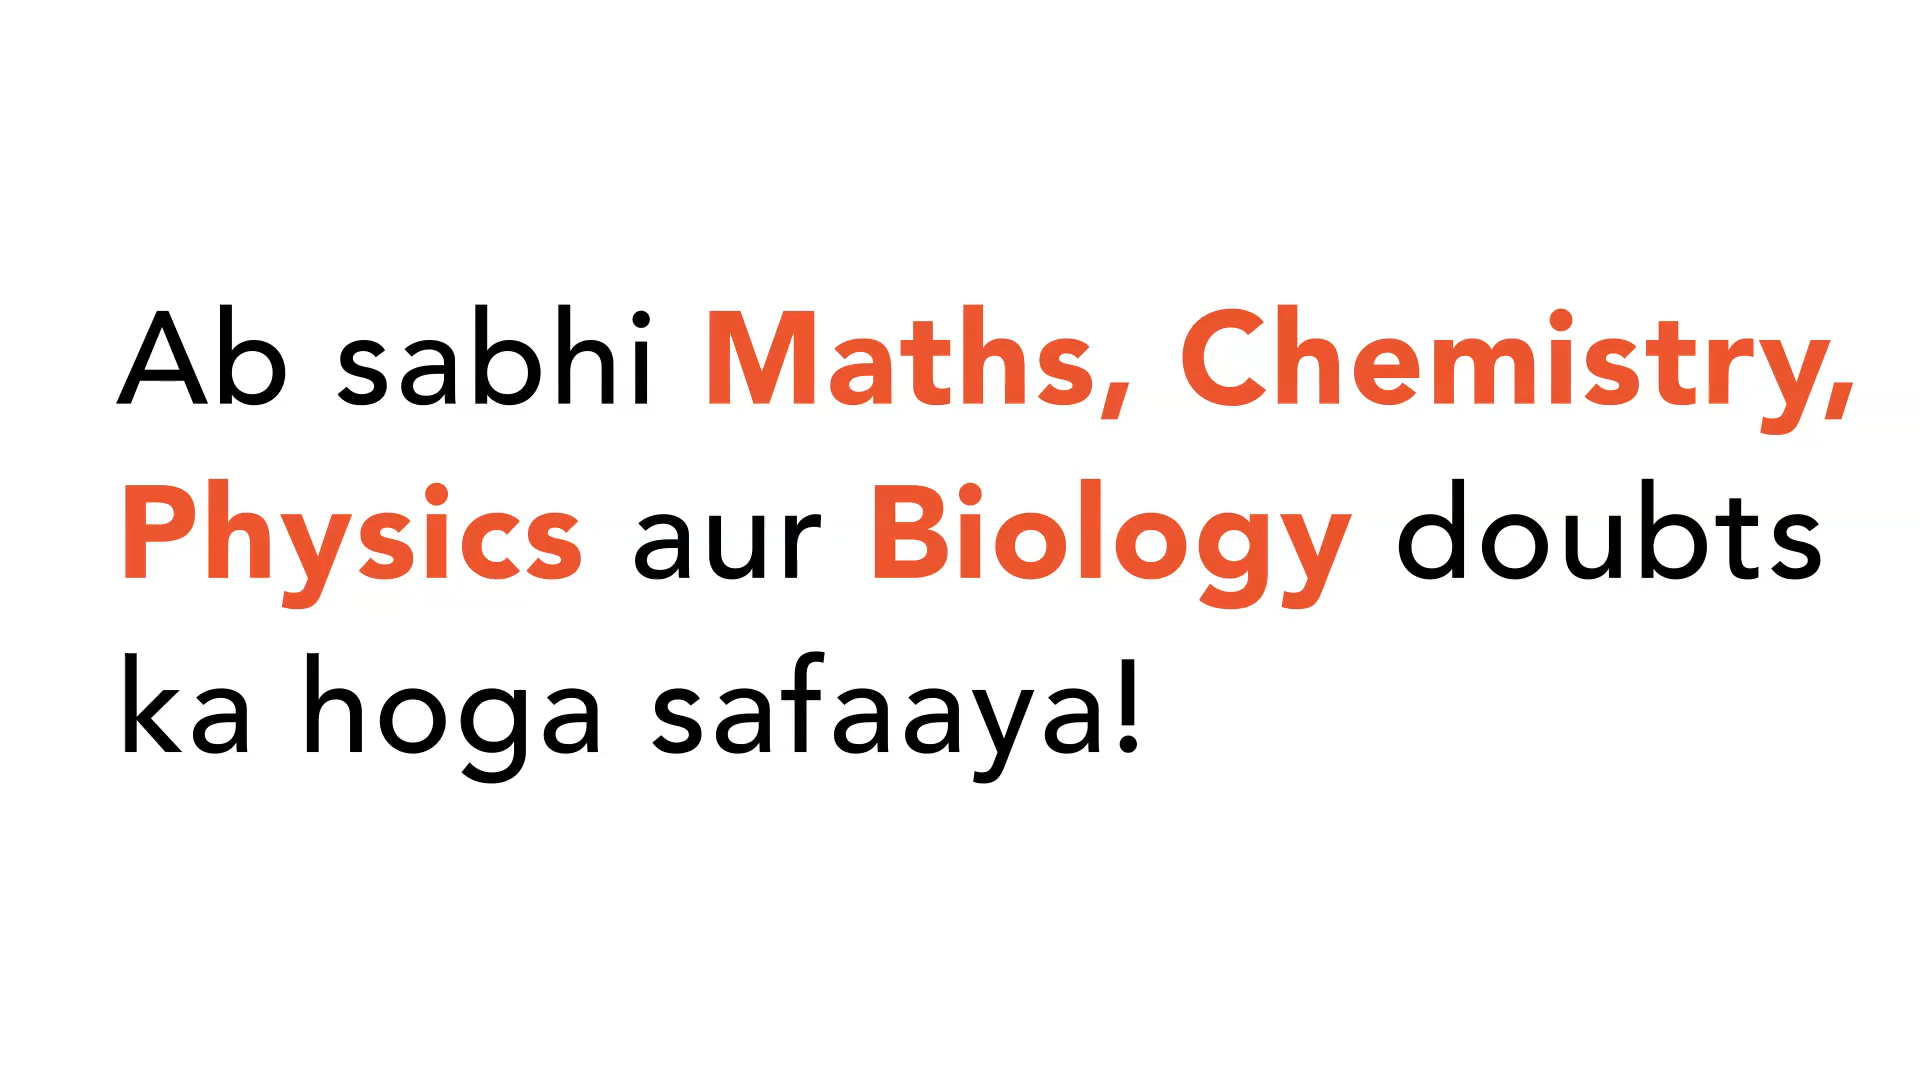 Ab sabhi Maths, Chemistry,
Physics aur Biology doubts
ka hoga safaaya!